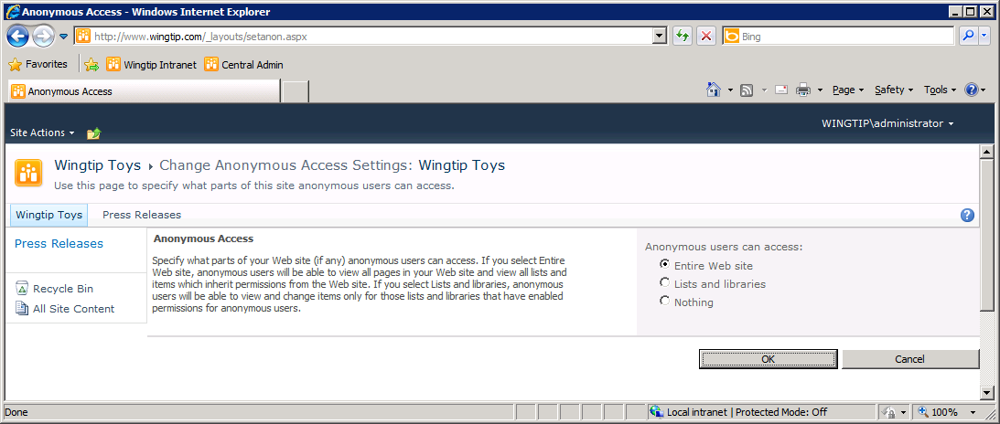 Anonymous Access - Windows Internet Explorer
http://www.wingtip.com/_layouts/setanon.aspx
Bing
Favorites Wingtip Intranet Central Admin
Anonymous Access
Page Safety Tools
WINGTIP\administrator
Site Actions
Wingtip Toys Change Anonymous Access Settings: Wingtip Toys
Use this page to specify what parts of this site anonymous users can access.
Wingtip Toys Press Releases
Press Releases
Recycle Bin
All Site Content
Anonymous Access
Specify what parts of your Web site (if any) anonymous users can access. If you select Entire
Web site, anonymous users will be able to view all pages in your Web site and view all lists and
items which inherit permissions from the Web site. If you select Lists and libraries, anonymous
users will be able to view and change items only for those lists and libraries that have enabled
permissions for anonymous users.
Anonymous users can access:
Entire Web site
Lists and libraries
Nothing
OK Cancel
Done Local intranet | Protected Mode: Off 100%